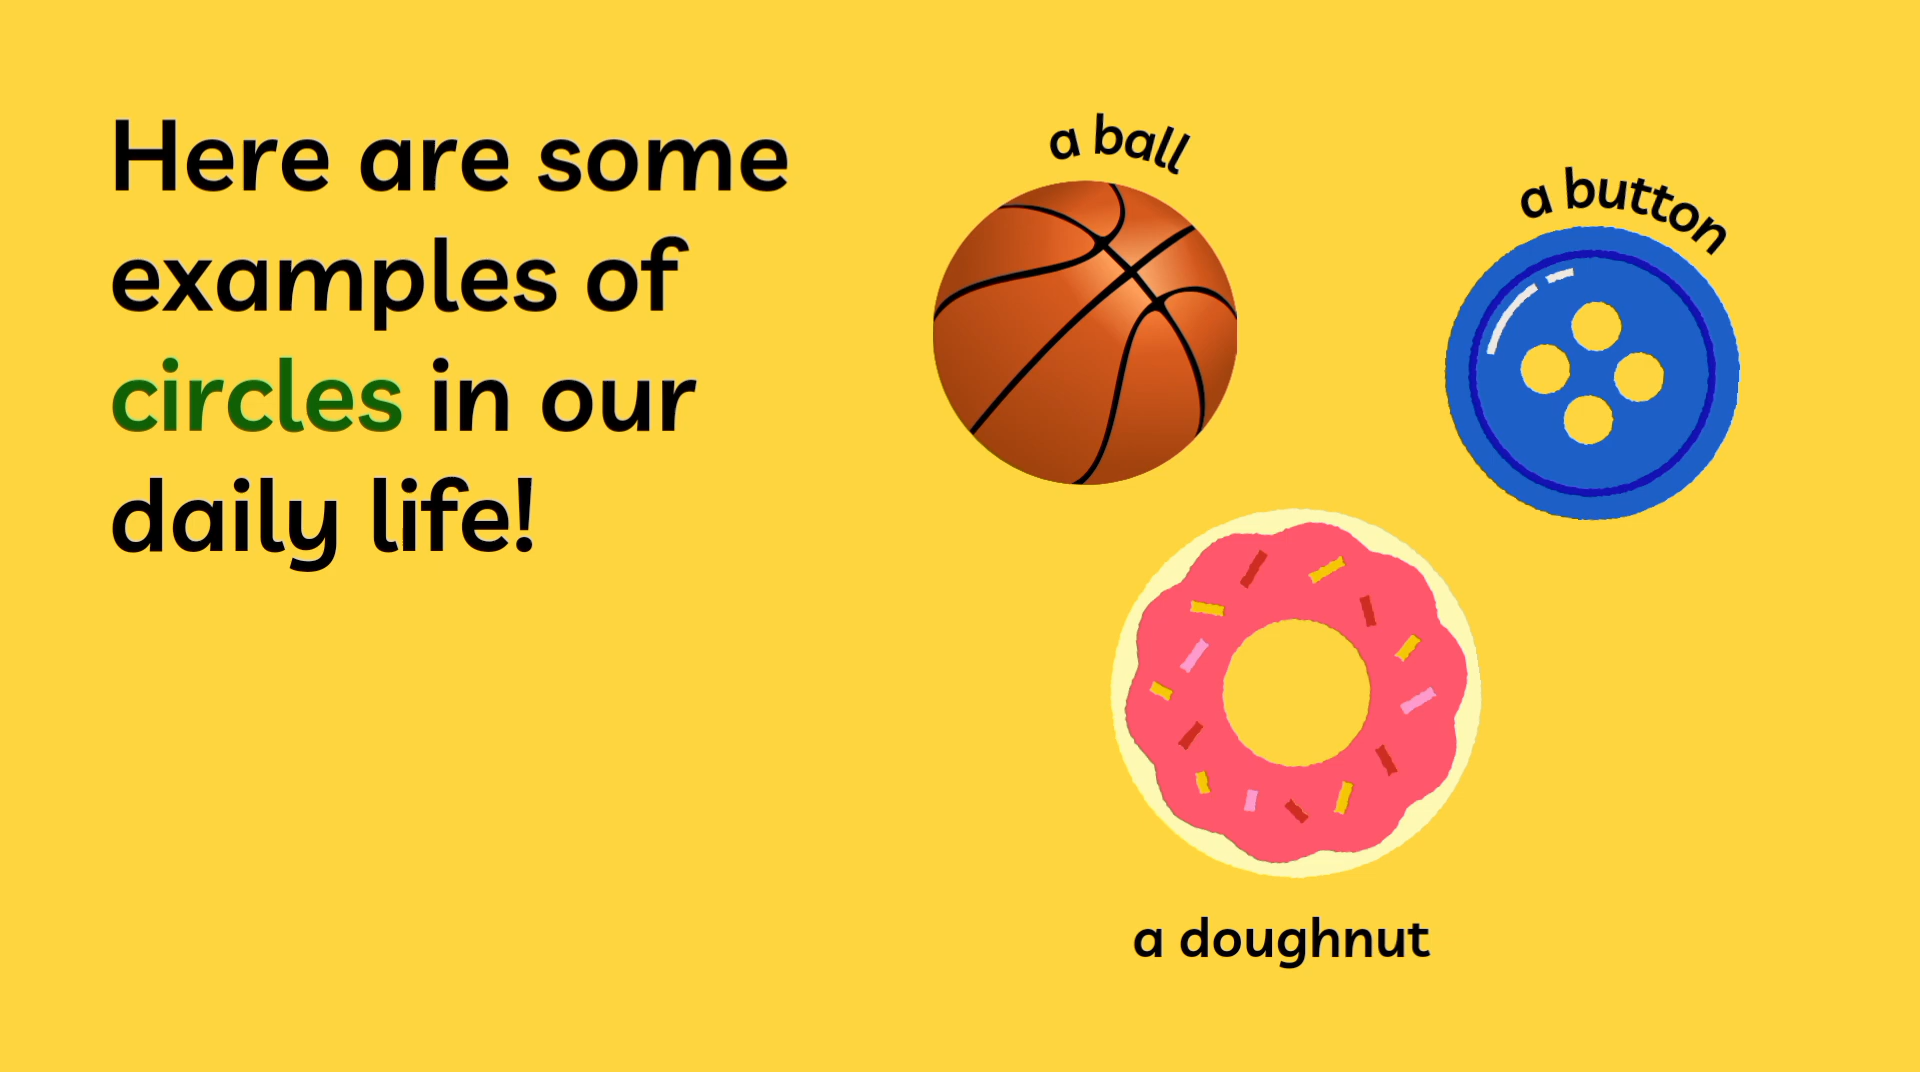 Here are some
examples of
circles in our
daily life!
a ball
a button
a doughnut